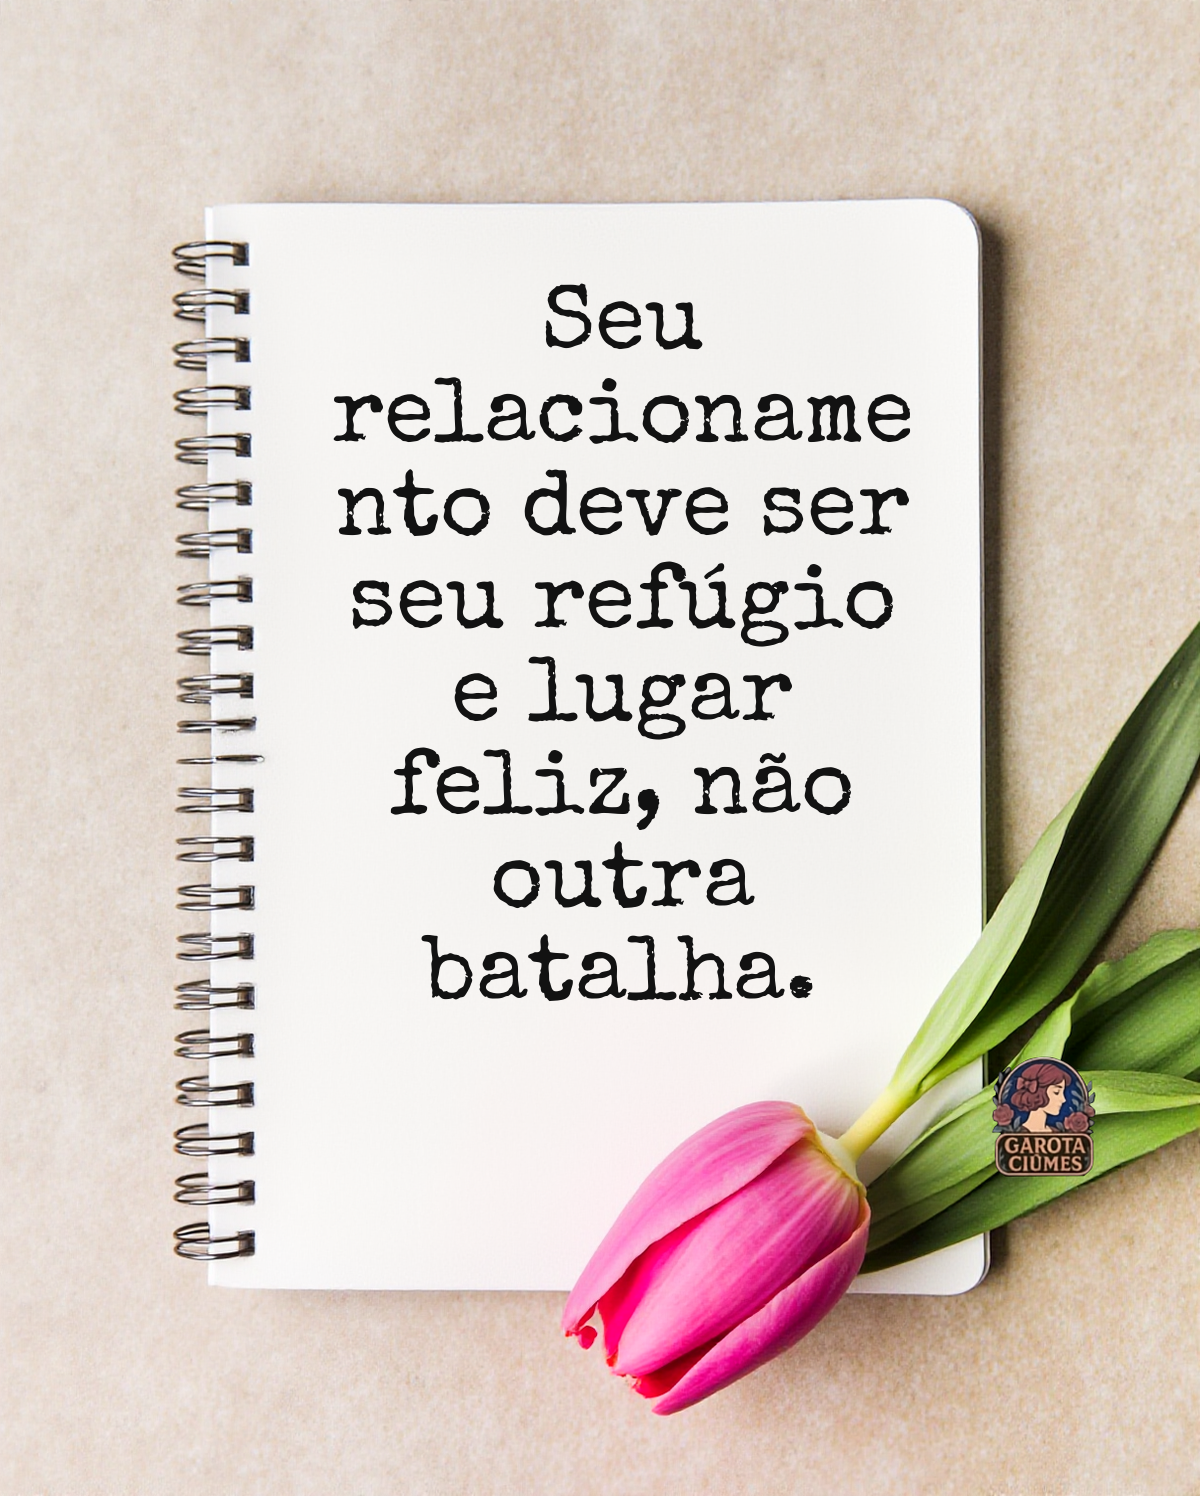 Seu
relacioname
nto deve ser
seu refúgio
e lugar
feliz, não
outra
batalha.
GAROTA
CIÚMES